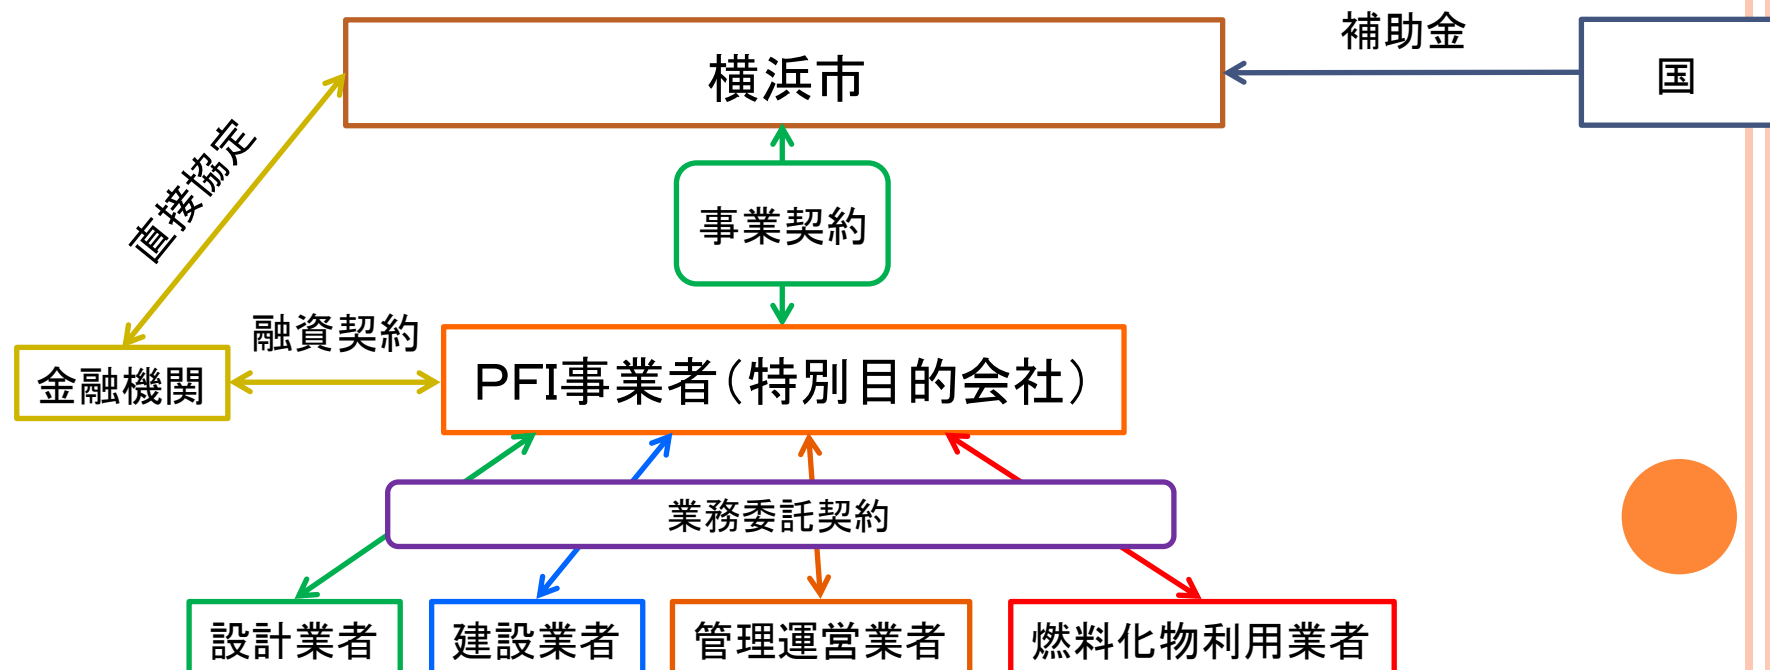 補助金
横浜市
国
直接協定
事業契約
融資契約
金融機関
PFI事業者（特別目的会社）
業務委託契約
設計業者
建設業者
管理運営業者
燃料化物利用業者